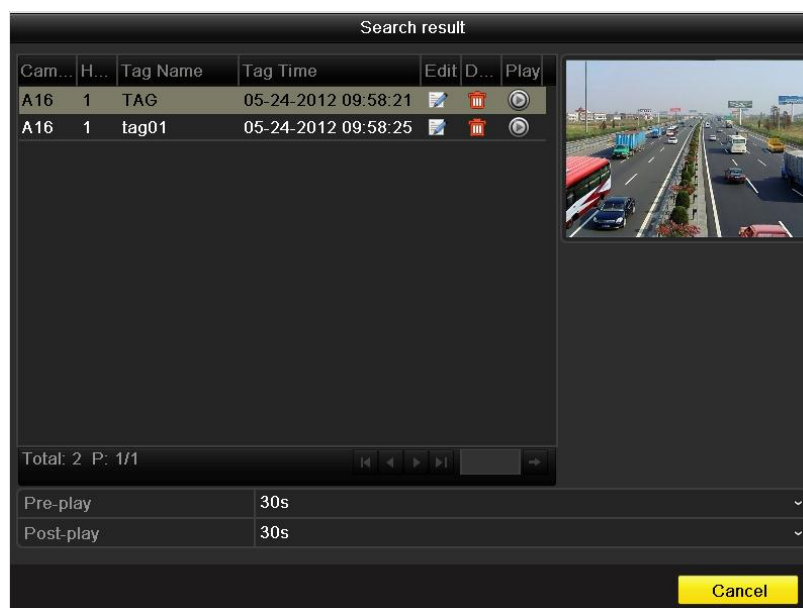 Search result
Cam... H... Tag Name Tag Time Edit D... Play
A16 1 TAG 05-24-2012 09:58:21
A16 1 tag01 05-24-2012 09:58:25
Total: 2 P: 1/1
Pre-play 30s
Post-play 30s
Cancel